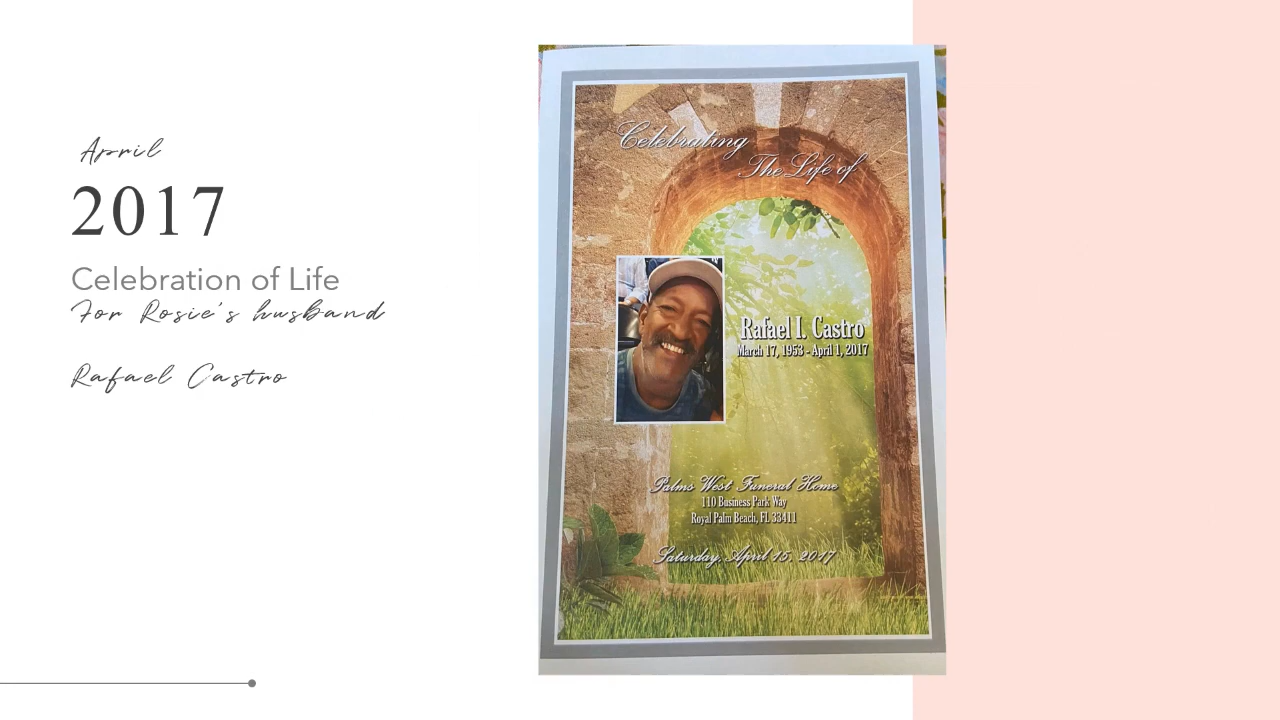 April
2017
Celebration of Life
For Rosie's husband
Rafael Castro
Celebrating
The Life of
Rafael I. Castro
March 17, 1953 - April 1, 2017
Palms West Funeral Home
110 Business Park Way
Royal Palm Beach, FL 33411
Saturday, April 15, 2017